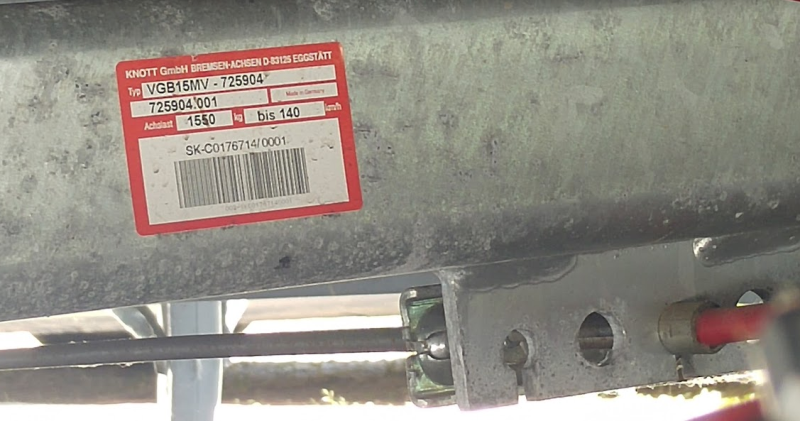 KNOTT GmbH BREMSEN-ACHSEN D-83125 EGGSTÄTT
Typ VGB15MV - 725904
725904.001 Made in Germany
Achslast 1550 kg bis 140 km/h
SK-C0176714/0001